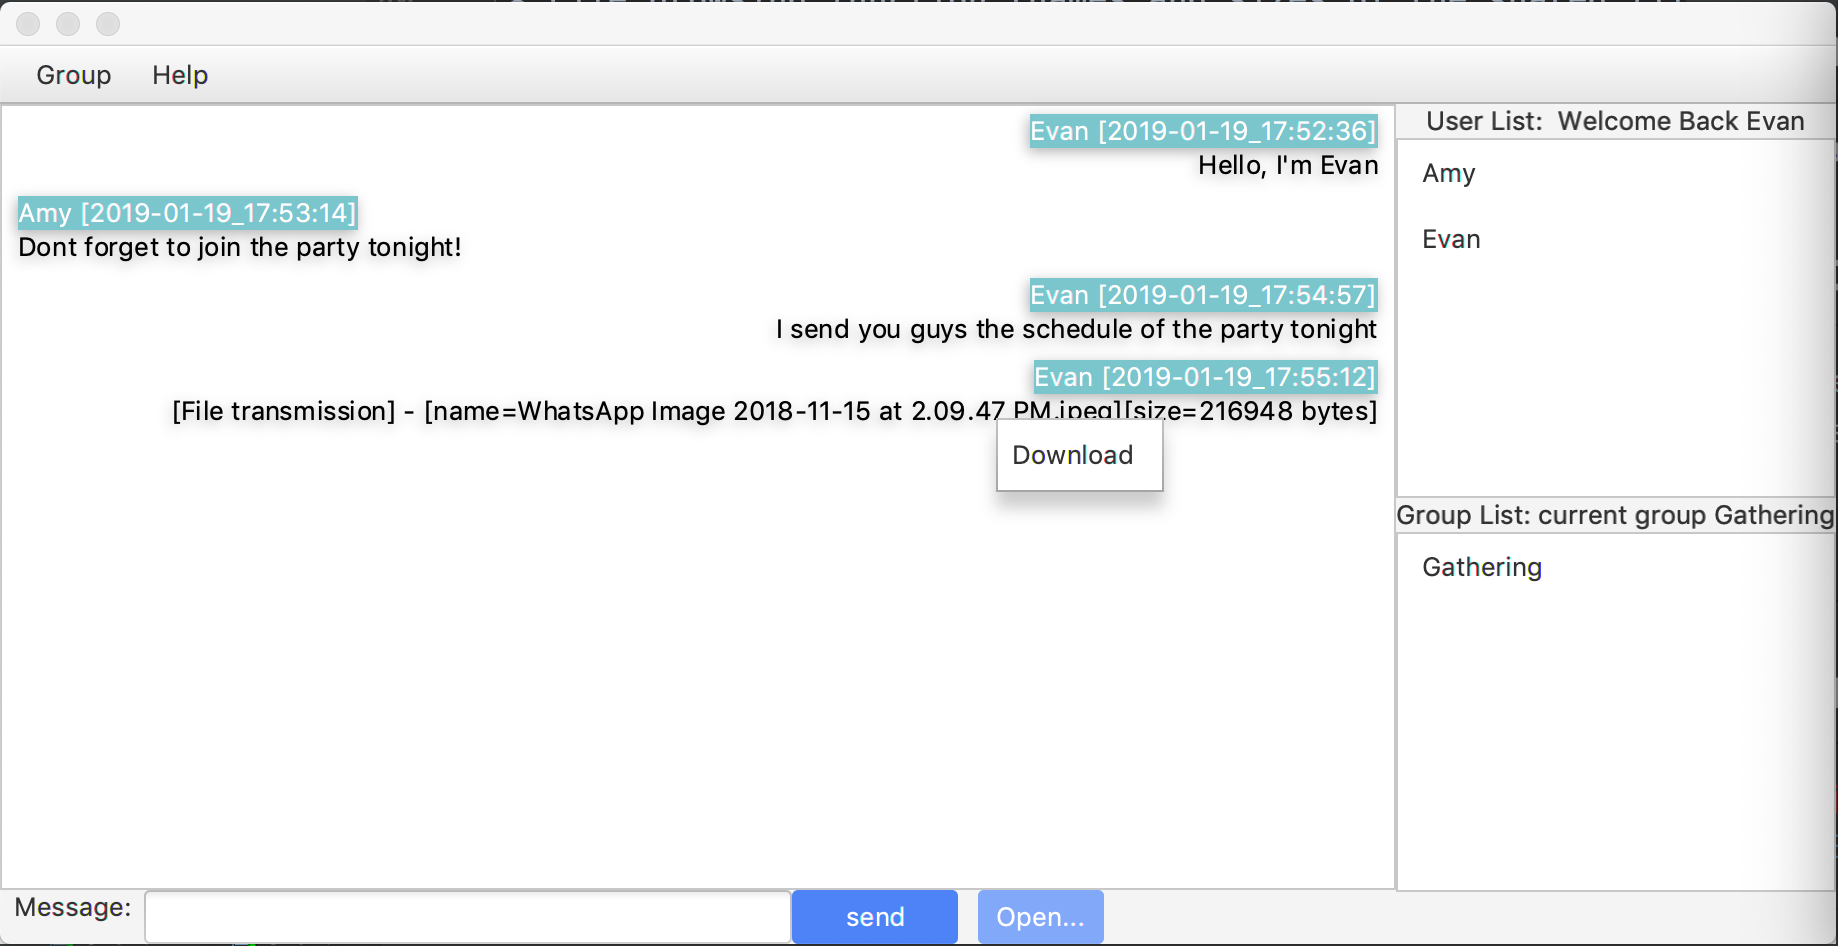 Group Help
Evan [2019-01-19_17:52:36]
Hello, I'm Evan
Amy [2019-01-19_17:53:14]
Dont forget to join the party tonight!
Evan [2019-01-19_17:54:57]
I send you guys the schedule of the party tonight
Evan [2019-01-19_17:55:12]
[File transmission] - [name=WhatsApp Image 2018-11-15 at 2.09.47 PM.jpeg][size=216948 bytes]
Download
User List:  Welcome Back Evan
Amy
Evan
Group List: current group Gathering
Gathering
Message:
send
Open...